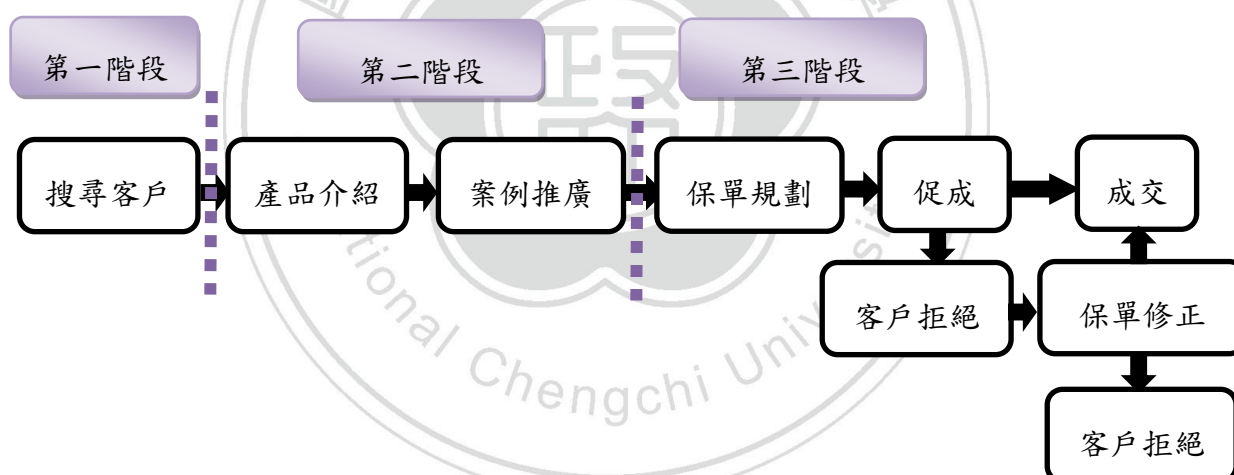 第一階段
第二階段
第三階段
搜尋客戶
產品介紹
案例推廣
保單規劃
促成
成交
客戶拒絕
保單修正
客戶拒絕
政
tional Chengchi Univ
si